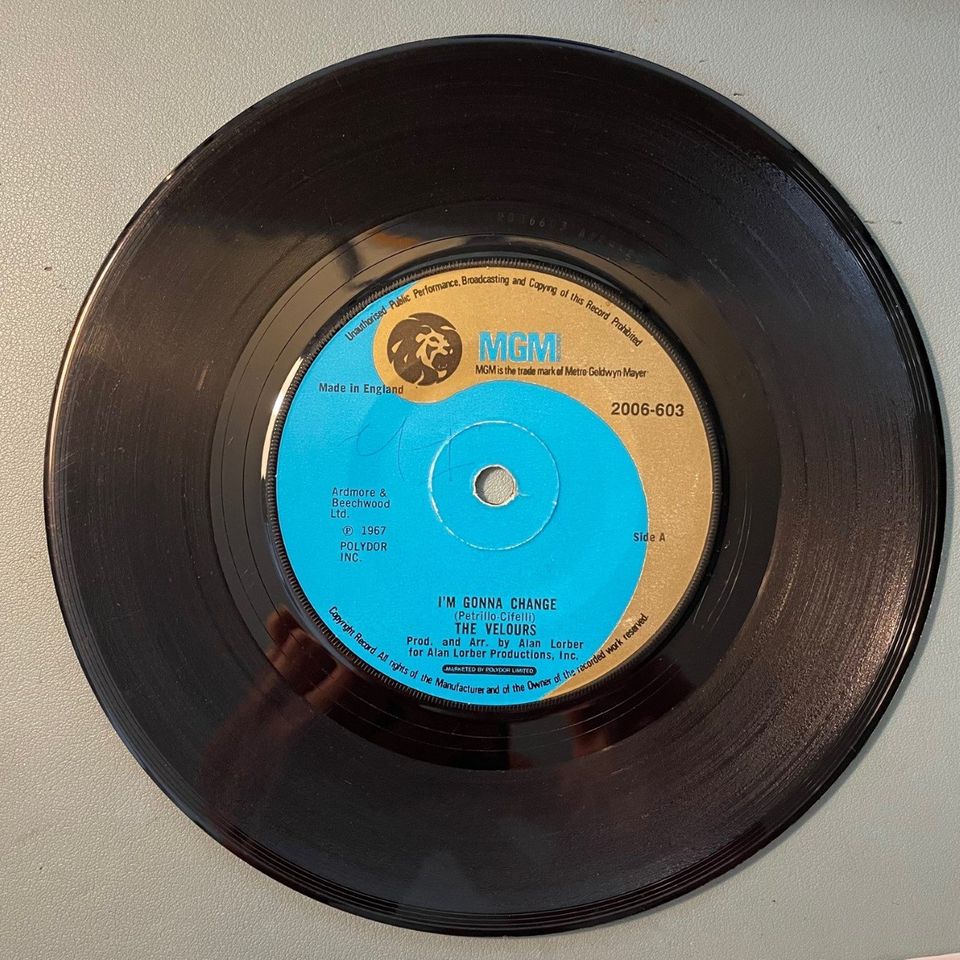 Unauthorised Public Performance, Broadcasting and Copying of this Record Prohibited
MGM
MGM is the trade mark of Metro Goldwyn Mayer
Made in England
2006-603
Ardmore &
Beechwood
Ltd.
℗ 1967
POLYDOR
INC.
Side A
I'M GONNA CHANGE
(Petrillo-Cifelli)
THE VELOURS
Prod. and Arr. by Alan Lorber
for Alan Lorber Productions, Inc.
MARKETED BY POLYDOR LIMITED
Copyright Record. All rights of the Manufacturer and of the Owner of the recorded work reserved.